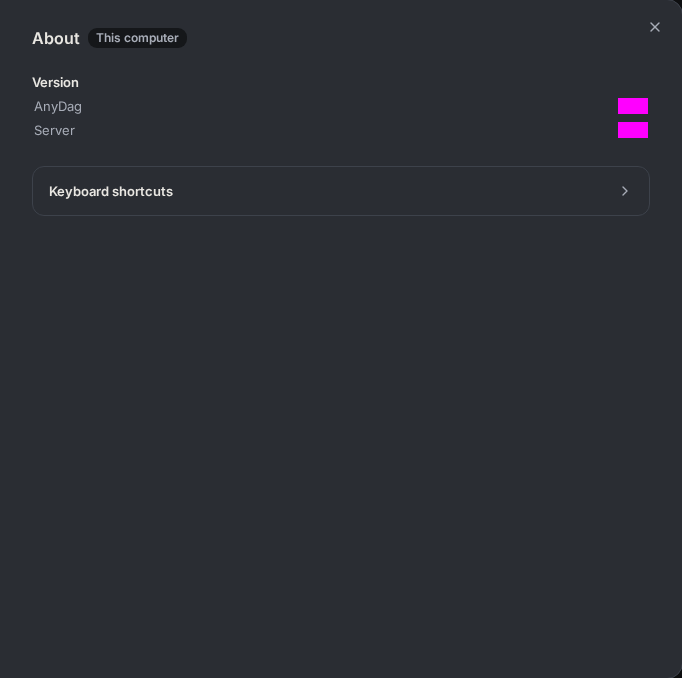 About This computer
Version
AnyDag
Server
Keyboard shortcuts